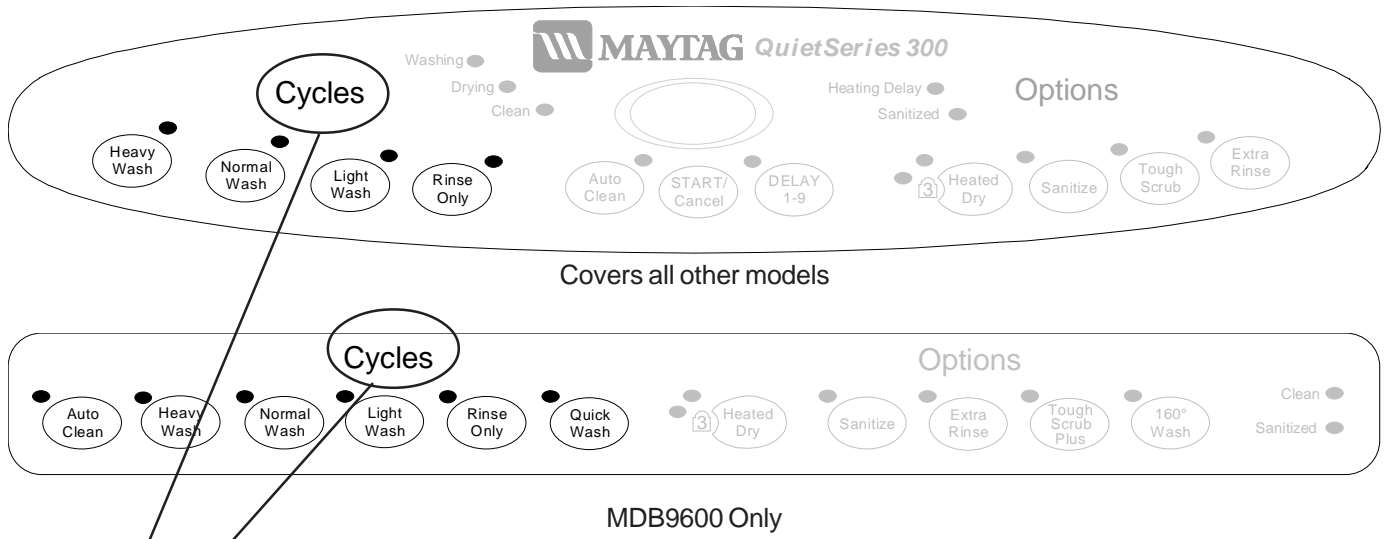 MAYTAG QuietSeries 300
Washing
Drying
Clean
Cycles
Heating Delay
Sanitized
Options
Heavy
Wash
Normal
Wash
Light
Wash
Rinse
Only
Auto
Clean
START/
Cancel
DELAY
1-9
3
Heated
Dry
Sanitize
Tough
Scrub
Extra
Rinse
Covers all other models
Cycles
Options
Auto
Clean
Heavy
Wash
Normal
Wash
Light
Wash
Rinse
Only
Quick
Wash
3
Heated
Dry
Sanitize
Extra
Rinse
Tough
Scrub
Plus
160°
Wash
Clean
Sanitized
MDB9600 Only